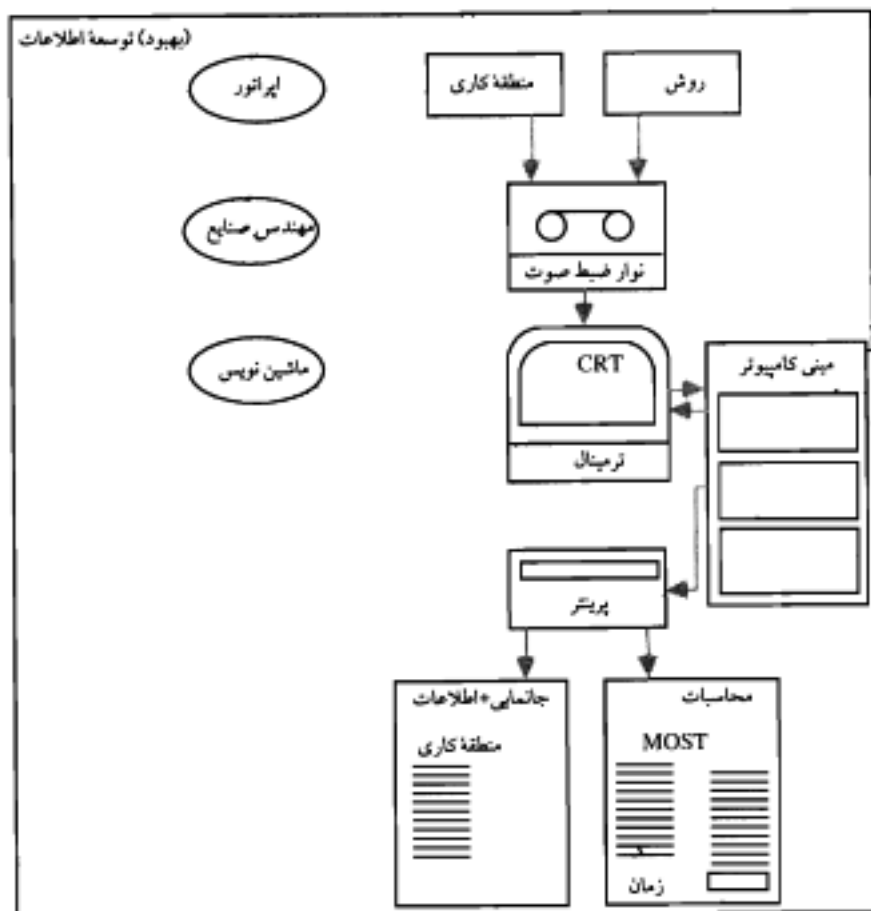 (بهبود) توسعهٔ اطلاعات
روش
منطقهٔ کاری
اپراتور
مهندس صنایع
نوار ضبط صوت
CRT
مینی کامپیوتر
ماشین نویس
ترمینال
پرینتر
محاسبات
MOST
زمان
جانمایی+اطلاعات
منطقهٔ کاری